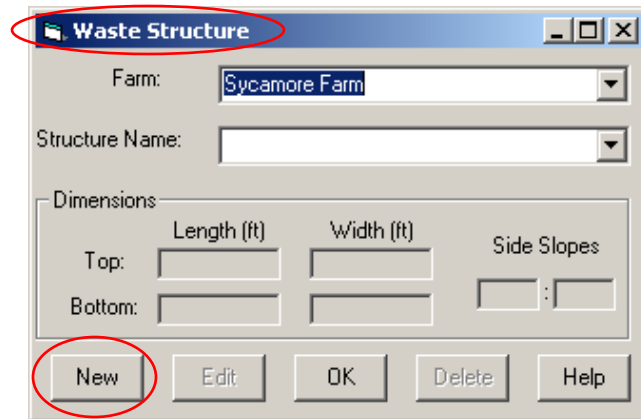 Waste Structure
Farm: Sycamore Farm
Structure Name:
Dimensions
Length (ft) Width (ft) Side Slopes
Top:
Bottom: :
New Edit OK Delete Help